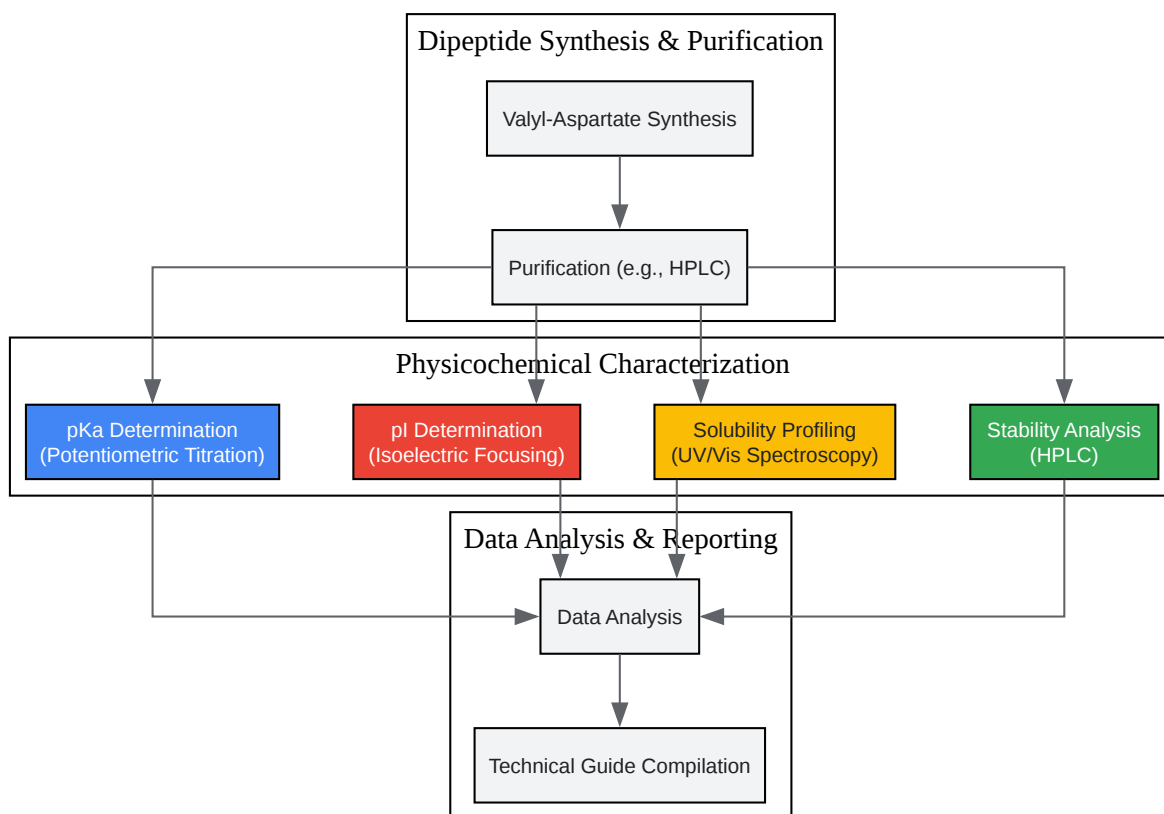 Dipeptide Synthesis & Purification
Valyl-Aspartate Synthesis
Purification (e.g., HPLC)
Physicochemical Characterization
pKa Determination
(Potentiometric Titration)
pI Determination
(Isoelectric Focusing)
Solubility Profiling
(UV/Vis Spectroscopy)
Stability Analysis
(HPLC)
Data Analysis & Reporting
Data Analysis
Technical Guide Compilation